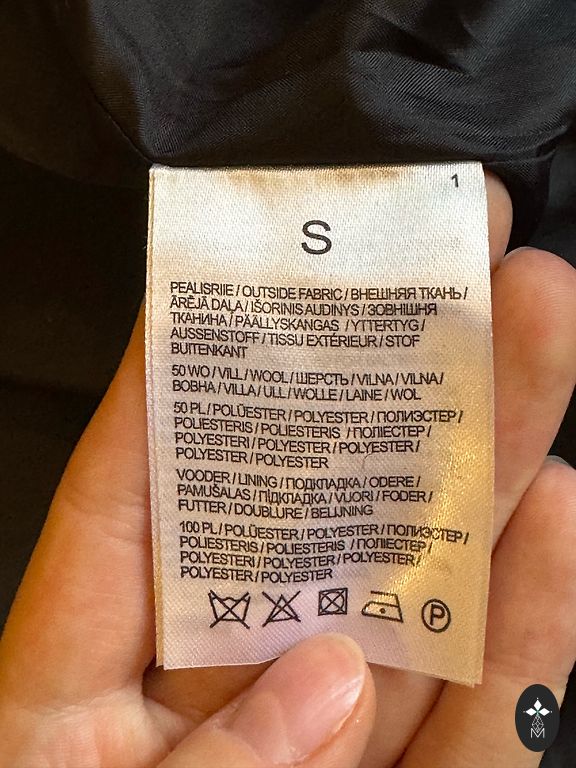 1
S
PEALISRIIE / OUTSIDE FABRIC / ВНЕШНЯЯ ТКАНЬ /
ĀRĒJĀ DAĻA / IŠORINIS AUDINYS / ЗОВНІШНЯ
ТКАНИНА / PÄÄLLYSKANGAS / YTTERTYG /
AUSSENSTOFF / TISSU EXTÉRIEUR / STOF
BUITENKANT
50 WO / VILL / WOOL / ШЕРСТЬ / VILNA / VILNA /
ВОВНА / VILLA / ULL / WOLLE / LAINE / WOL
50 PL / POLÜESTER / POLYESTER / ПОЛИЭСТЕР /
POLIESTERIS / POLIESTERIS / ПОЛІЕСТЕР /
POLYESTERI / POLYESTER / POLYESTER /
POLYESTER / POLYESTER
VOODER / LINING / ПОДКЛАДКА / ODERE /
PAMUŠALAS / ПІДКЛАДКА / VUORI / FODER /
FUTTER / DOUBLURE / BELIJNING
100 PL / POLÜESTER / POLYESTER / ПОЛИЭСТЕР /
POLIESTERIS / POLIESTERIS / ПОЛІЕСТЕР /
POLYESTERI / POLYESTER / POLYESTER /
POLYESTER / POLYESTER
P
M